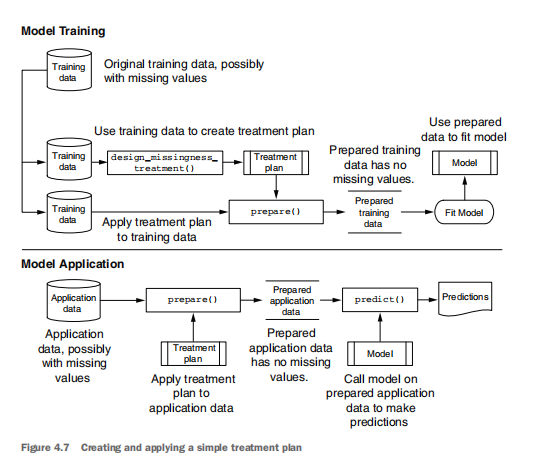 Model Training
Training
data
Original training data, possibly
with missing values
Use training data to create treatment plan
Training
data
design_missingness_
treatment()
Treatment
plan
Prepared training
data has no
missing values.
Use prepared
data to fit model
Model
Training
data
Apply treatment plan
to training data
prepare()
Prepared
training
data
Fit Model
Model Application
Application
data
prepare()
Prepared
application
data
predict()
Predictions
Application
data, possibly
with missing
values
Treatment
plan
Apply treatment
plan to
application data
Prepared
application data
has no missing
values.
Model
Call model on
prepared application
data to make
predictions
Figure 4.7 Creating and applying a simple treatment plan